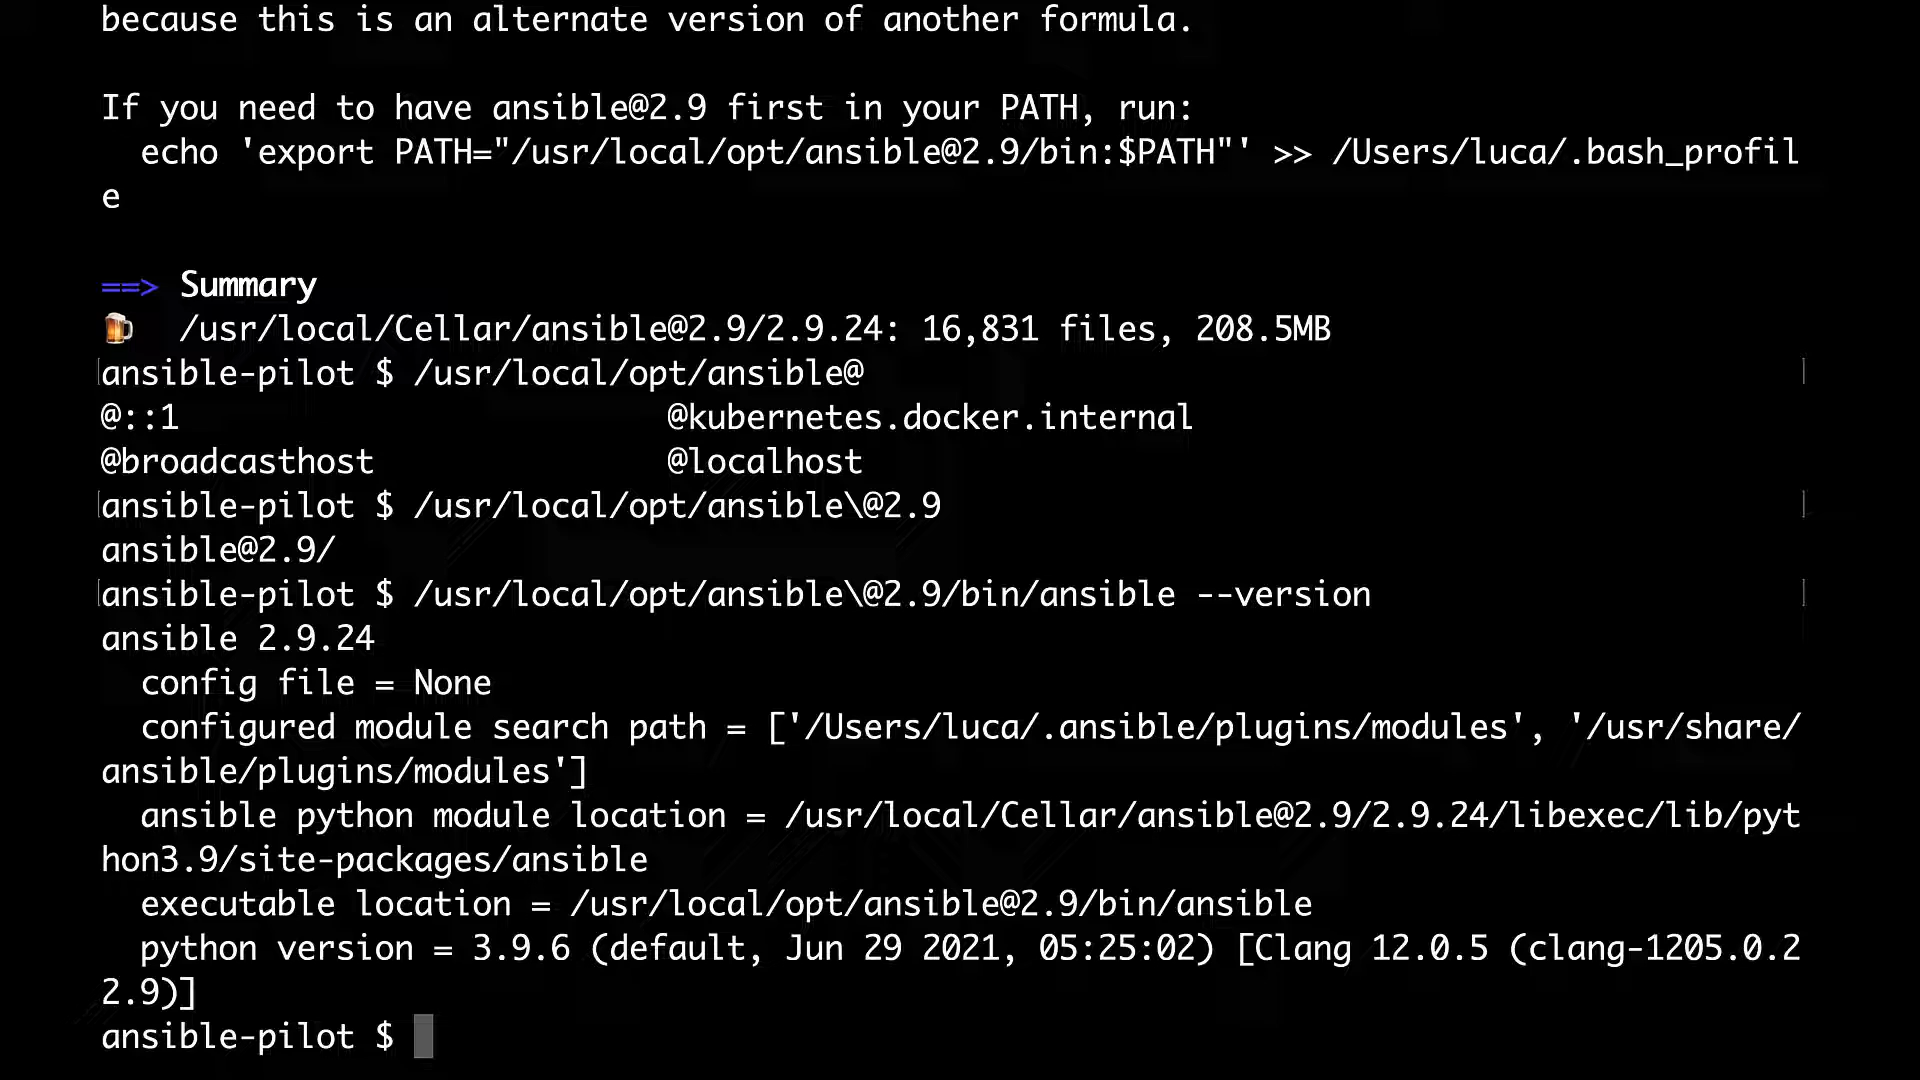 because this is an alternate version of another formula.
If you need to have ansible@2.9 first in your PATH, run:
  echo 'export PATH="/usr/local/opt/ansible@2.9/bin:$PATH"' >> /Users/luca/.bash_profil
e
==> Summary
🍺  /usr/local/Cellar/ansible@2.9/2.9.24: 16,831 files, 208.5MB
ansible-pilot $ /usr/local/opt/ansible@
@::1                         @kubernetes.docker.internal
@broadcasthost               @localhost
ansible-pilot $ /usr/local/opt/ansible\@2.9
ansible@2.9/
ansible-pilot $ /usr/local/opt/ansible\@2.9/bin/ansible --version
ansible 2.9.24
  config file = None
  configured module search path = ['/Users/luca/.ansible/plugins/modules', '/usr/share/
ansible/plugins/modules']
  ansible python module location = /usr/local/Cellar/ansible@2.9/2.9.24/libexec/lib/pyt
hon3.9/site-packages/ansible
  executable location = /usr/local/opt/ansible@2.9/bin/ansible
  python version = 3.9.6 (default, Jun 29 2021, 05:25:02) [Clang 12.0.5 (clang-1205.0.2
2.9)]
ansible-pilot $